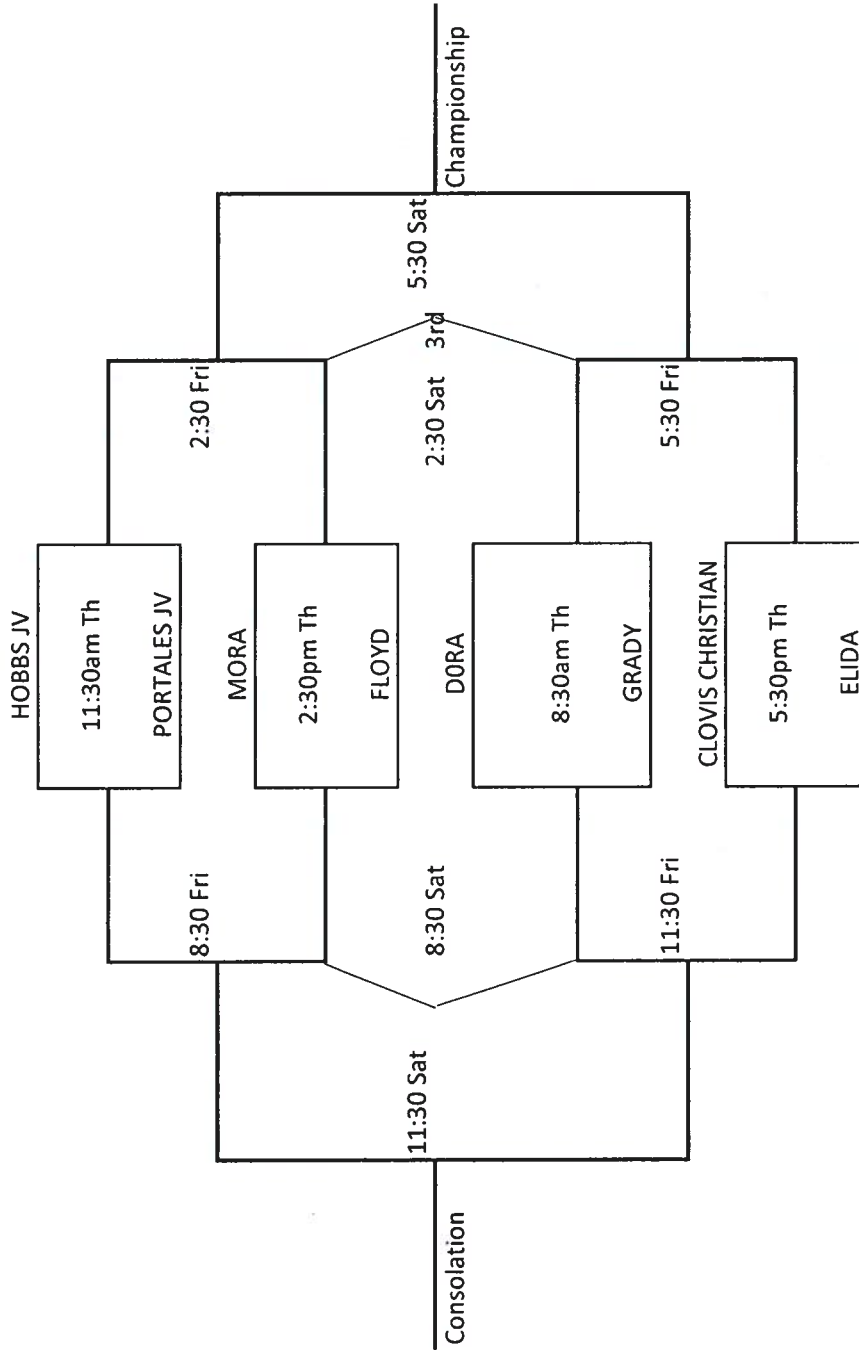 HOBBS JV
11:30am Th
PORTALES JV
MORA
2:30pm Th
FLOYD
D0RA
8:30am Th
GRADY
CLOVIS CHRISTIAN
5:30pm Th
ELIDA
8:30 Fri
8:30 Sat
11:30 Fri
11:30 Sat
Consolation
2:30 Fri
2:30 Sat
3rd
5:30 Fri
5:30 Sat
Championship